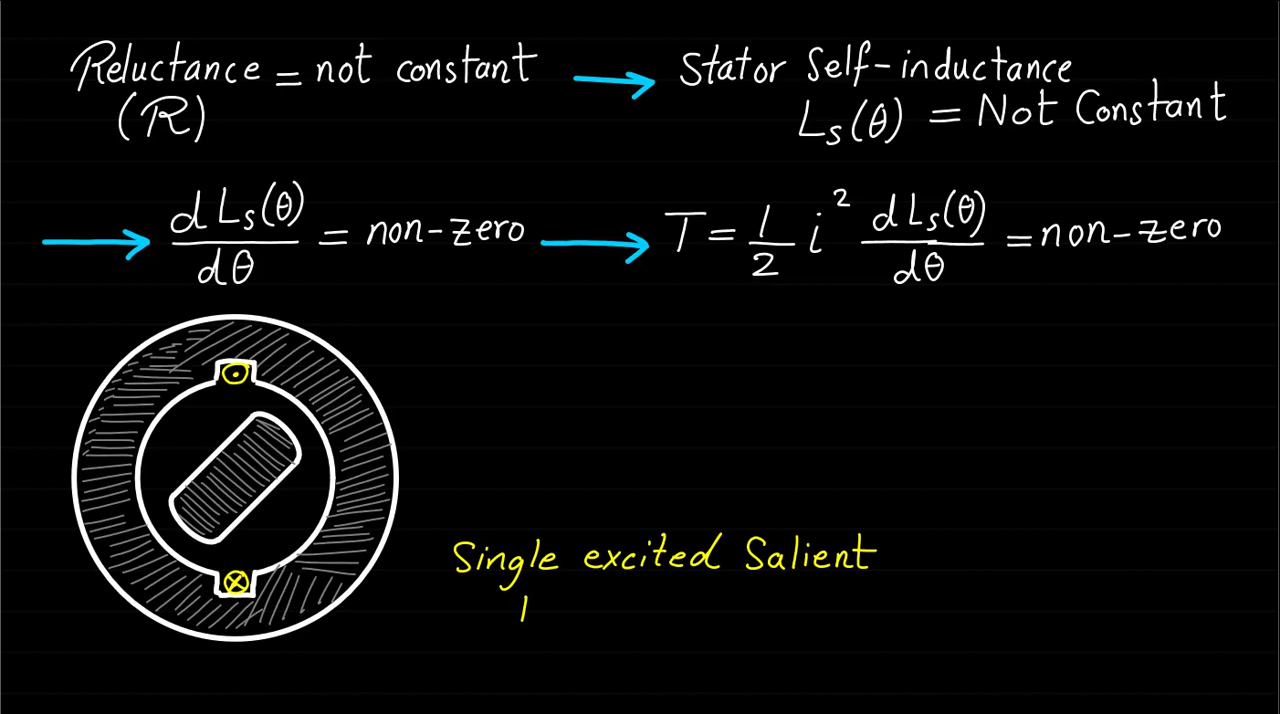 Reluctance = not constant → Stator Self-inductance
(R) Ls(θ) = Not Constant
→ dLs(θ)/dθ = non-zero → T = 1/2 i² dLs(θ)/dθ = non-zero
Single excited Salient